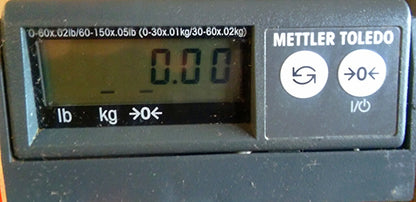 0-60x.02lb/60-150x.05lb (0-30x.01kg/30-60x.02kg)
0.00
lb kg →0←
METTLER TOLEDO
→0←
I/⏻